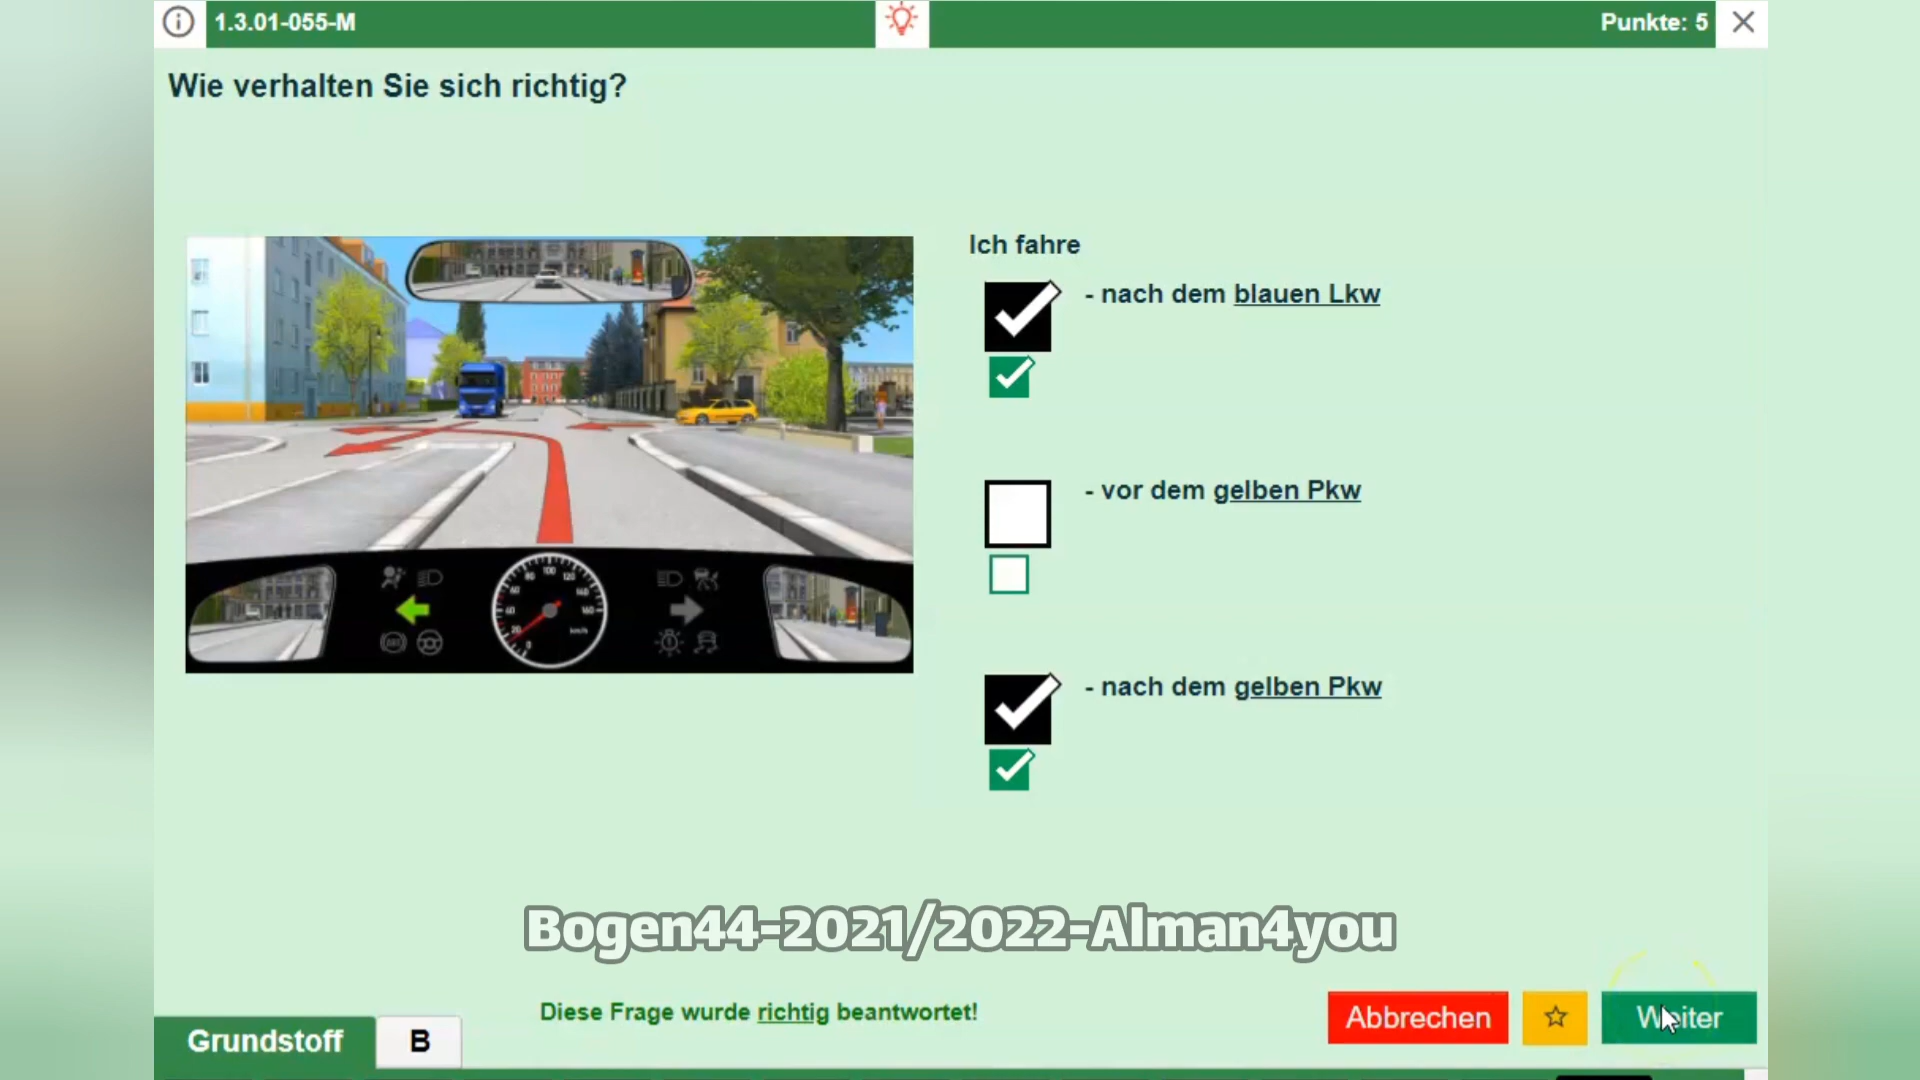 1.3.01-055-M
Punkte: 5
Wie verhalten Sie sich richtig?
Ich fahre
- nach dem blauen Lkw
- vor dem gelben Pkw
- nach dem gelben Pkw
Bogen44-2021/2022-Alman4you
Diese Frage wurde richtig beantwortet!
Abbrechen
Weiter
Grundstoff
B